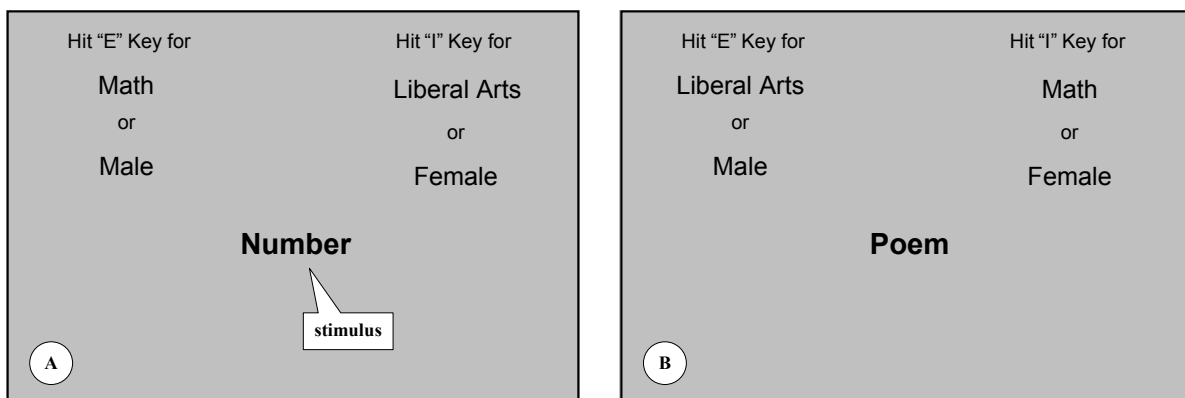 Hit “E” Key for
Math
or
Male
Hit “I” Key for
Liberal Arts
or
Female
Number
stimulus
A
Hit “E” Key for
Liberal Arts
or
Male
Hit “I” Key for
Math
or
Female
Poem
B